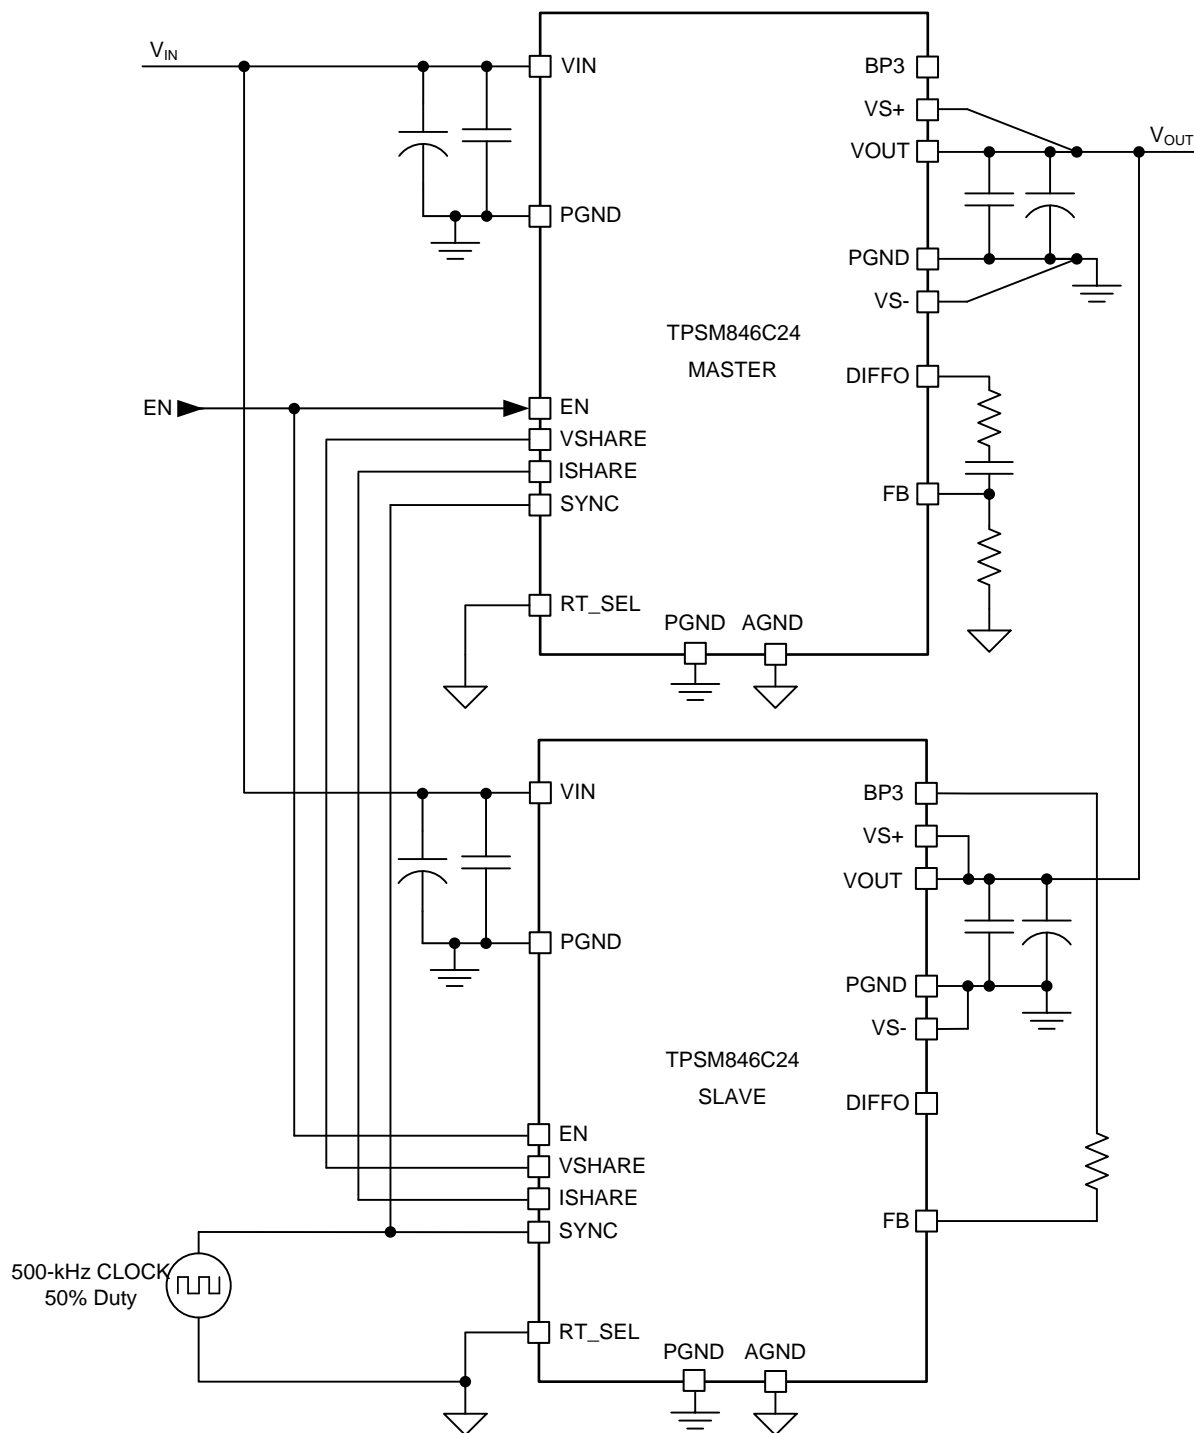 VIN
VIN
BP3
VS+
VOUT
VOUT
PGND
PGND
VS-
TPSM846C24
MASTER
DIFFO
EN
EN
VSHARE
ISHARE
FB
SYNC
RT_SEL
PGND
AGND
VIN
BP3
VS+
VOUT
PGND
PGND
VS-
TPSM846C24
SLAVE
DIFFO
EN
VSHARE
ISHARE
FB
SYNC
500-kHz CLOCK
50% Duty
RT_SEL
PGND
AGND